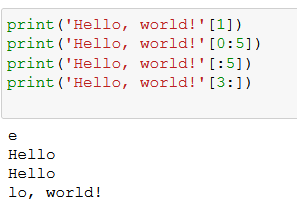 print('Hello, world!'[1])
print('Hello, world!'[0:5])
print('Hello, world!'[:5])
print('Hello, world!'[3:])
e
Hello
Hello
lo, world!